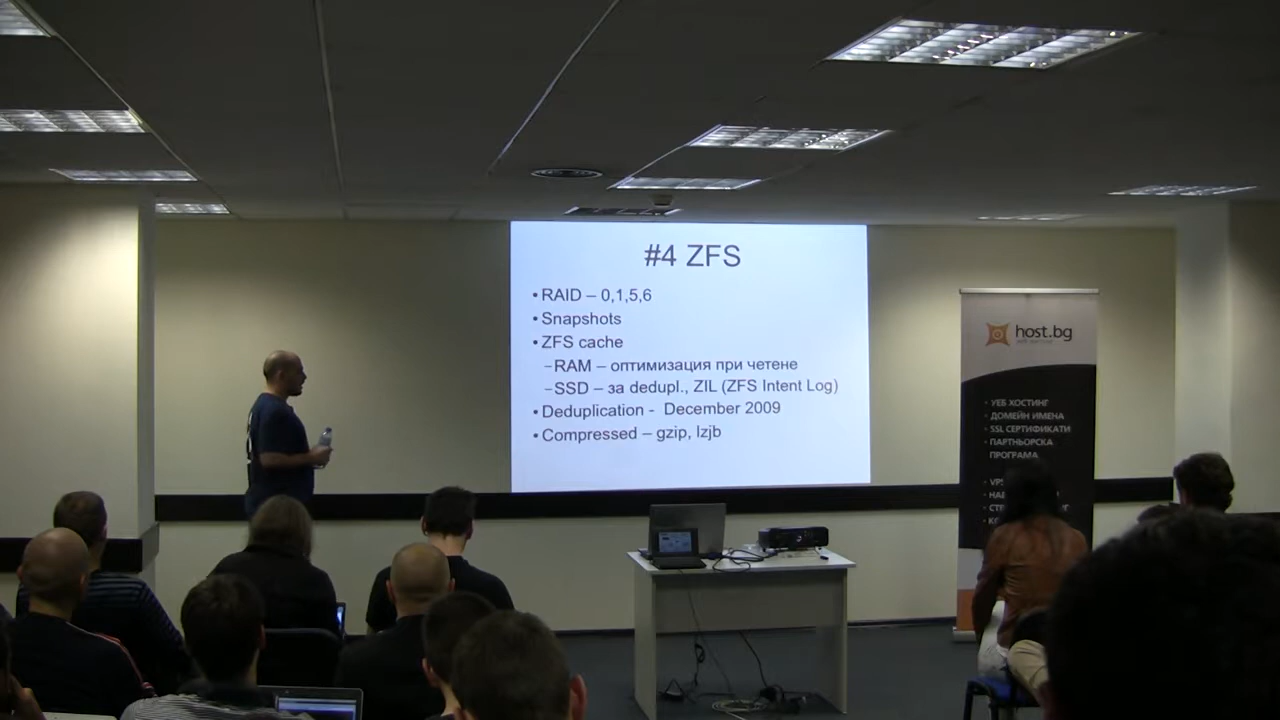 #4 ZFS
• RAID – 0,1,5,6
• Snapshots
• ZFS cache
–RAM – оптимизация при четене
–SSD – за dedupl., ZIL (ZFS Intent Log)
• Deduplication - December 2009
• Compressed – gzip, lzjb
host.bg
• УЕБ ХОСТИНГ
• ДОМЕЙН ИМЕНА
• SSL СЕРТИФИКАТИ
• ПАРТНЬОРСКА
ПРОГРАМА